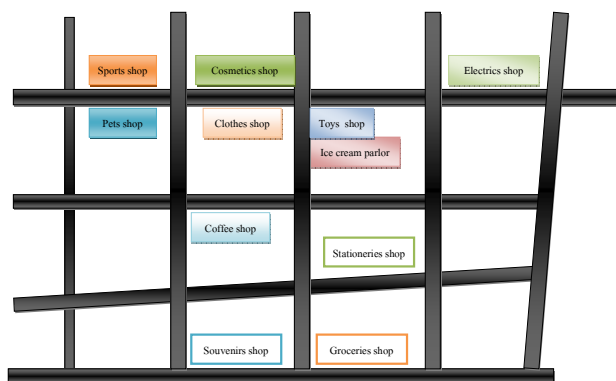 Sports shop
Cosmetics shop
Electrics shop
Pets shop
Clothes shop
Toys shop
Ice cream parlor
Coffee shop
Stationeries shop
Souvenirs shop
Groceries shop